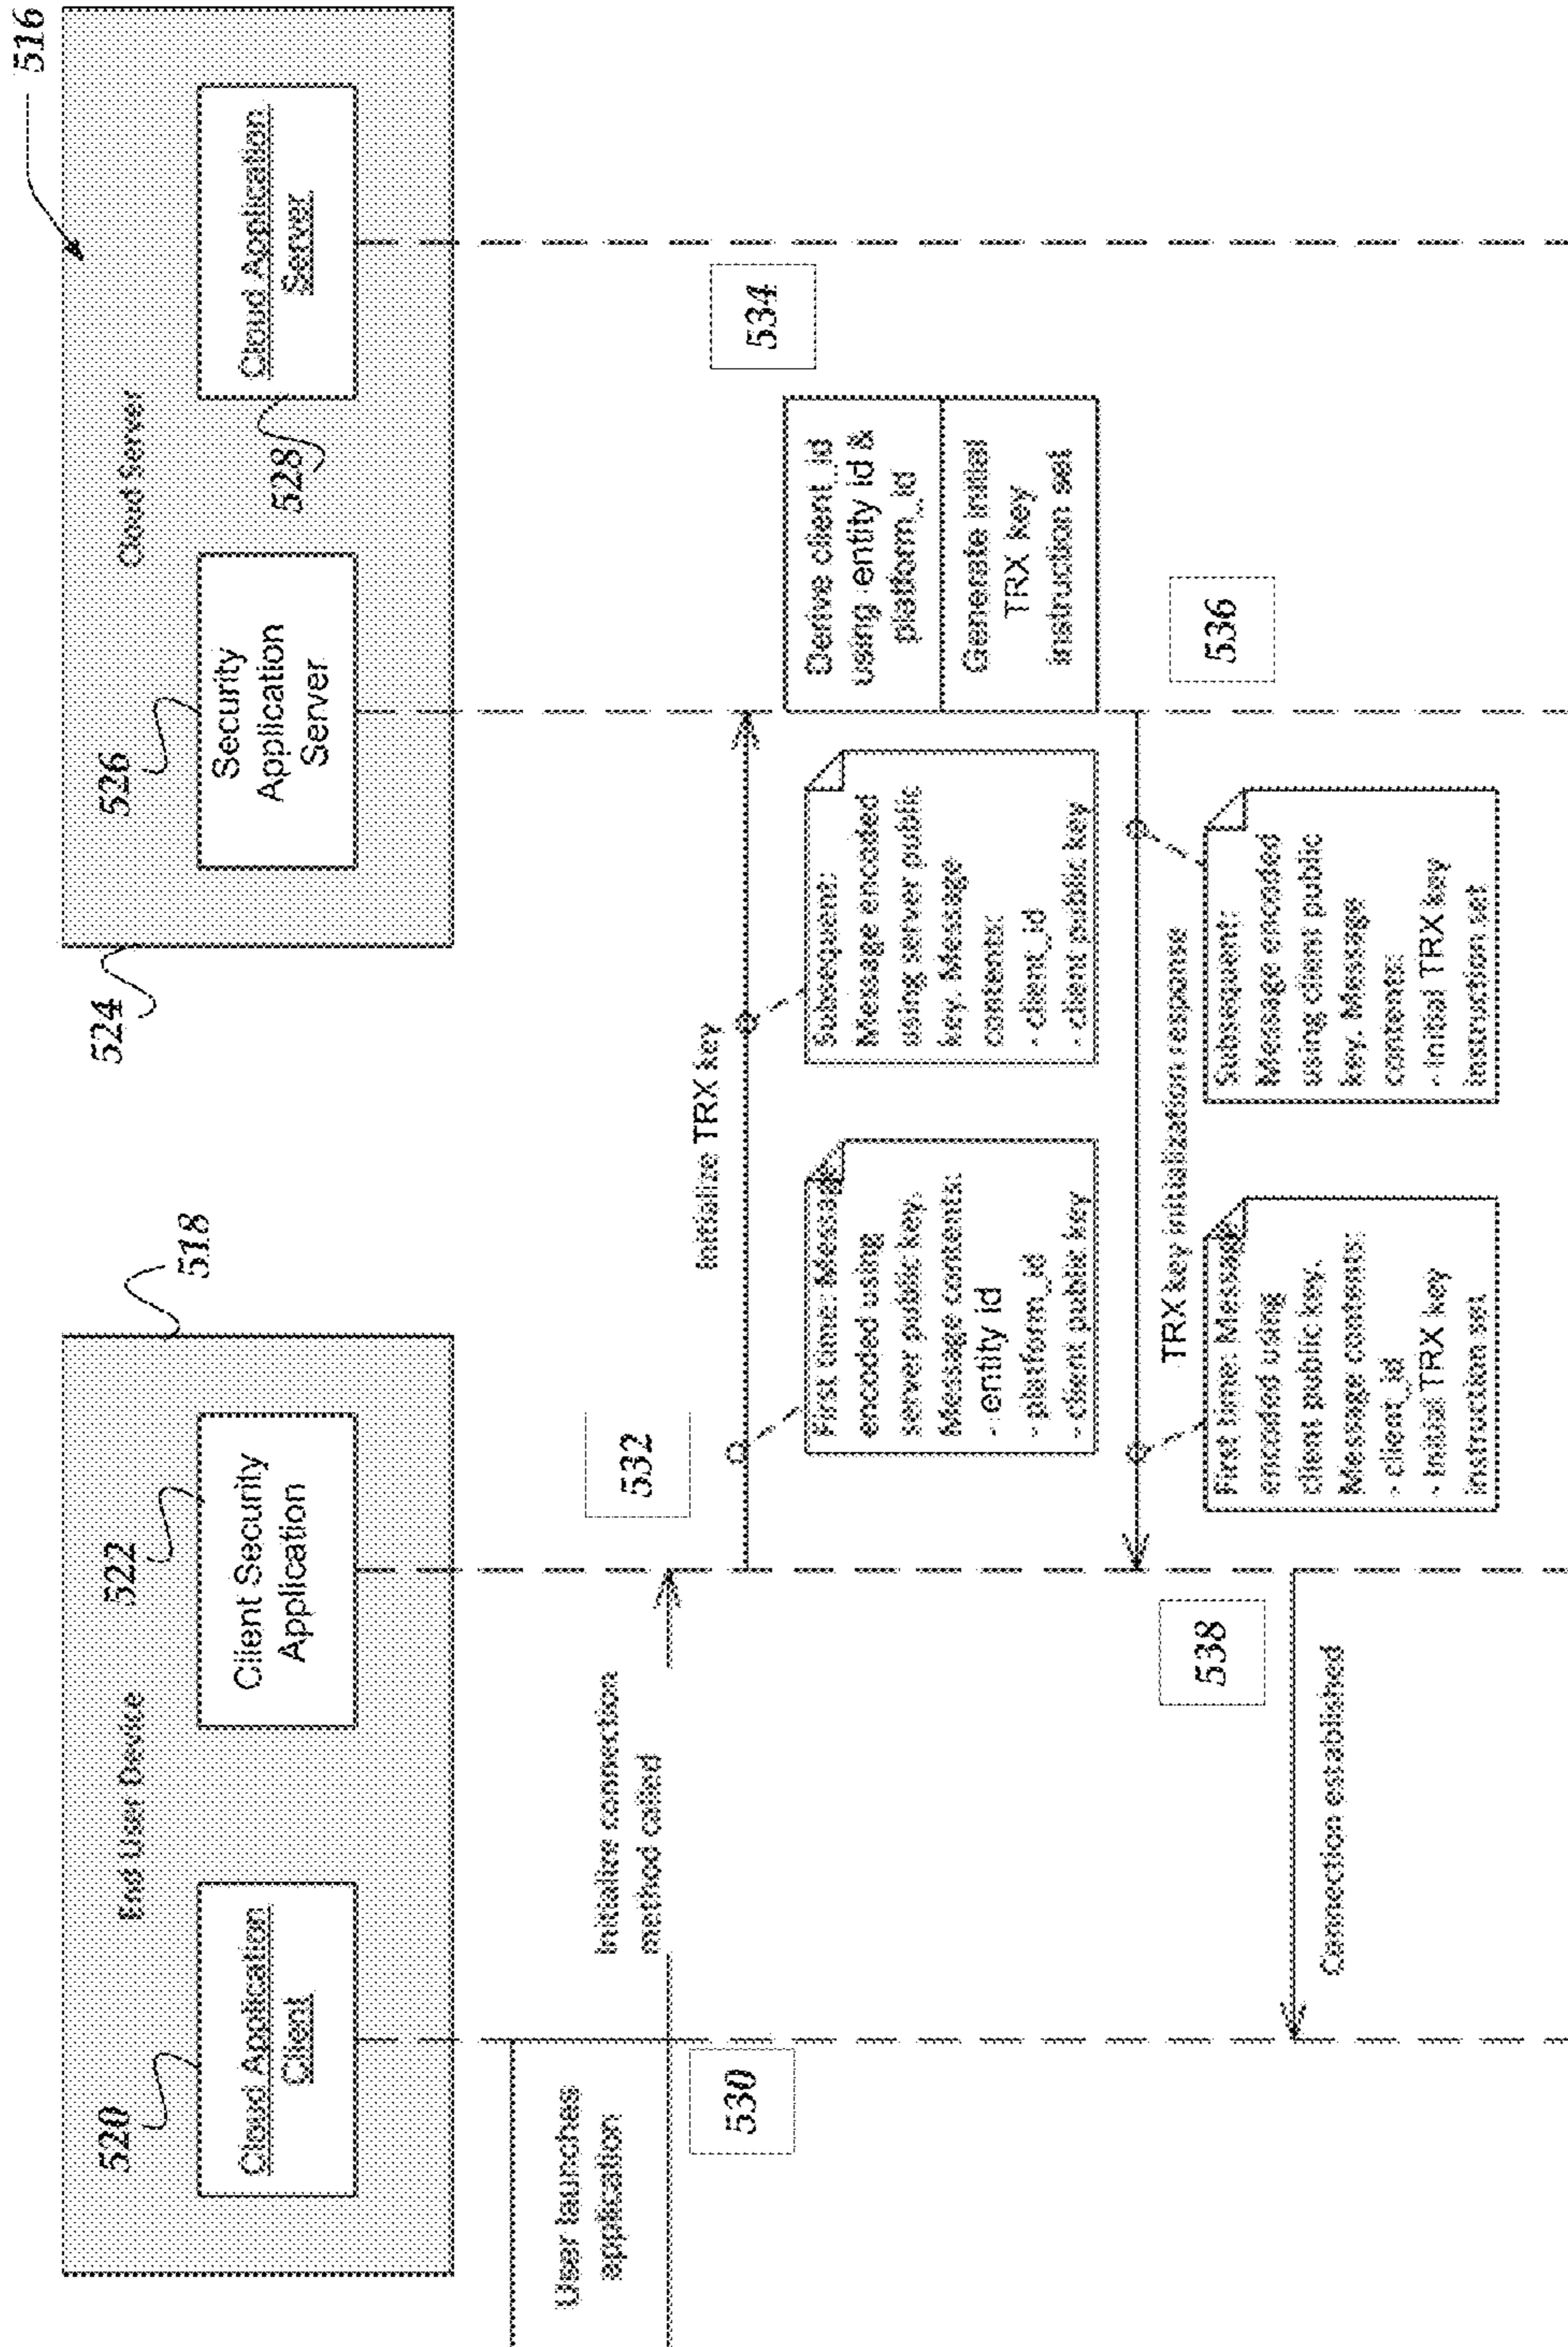 516
End User Device
518
524
Cloud Server
520
Cloud Application
Client
522
Client Security
Application
526
Security
Application
Server
528
Cloud Application
Server
User launches
application
530
Initialize connection
method called
532
Initialize TRX key
First time: Message
encoded using
server public key.
Message contents:
- entity id
- platform_id
- client public key
Subsequent:
Message encoded
using server public
key. Message
contents:
- client_id
- client public key
534
Derive client_id
using entity id &
platform_id
Generate initial
TRX key
instruction set
536
TRX key initialization response
First time: Message
encoded using
client public key.
Message contents:
- client_id
- Initial TRX key
instruction set
Subsequent:
Message encoded
using client public
key. Message
contents:
- Initial TRX key
instruction set
538
Connection established